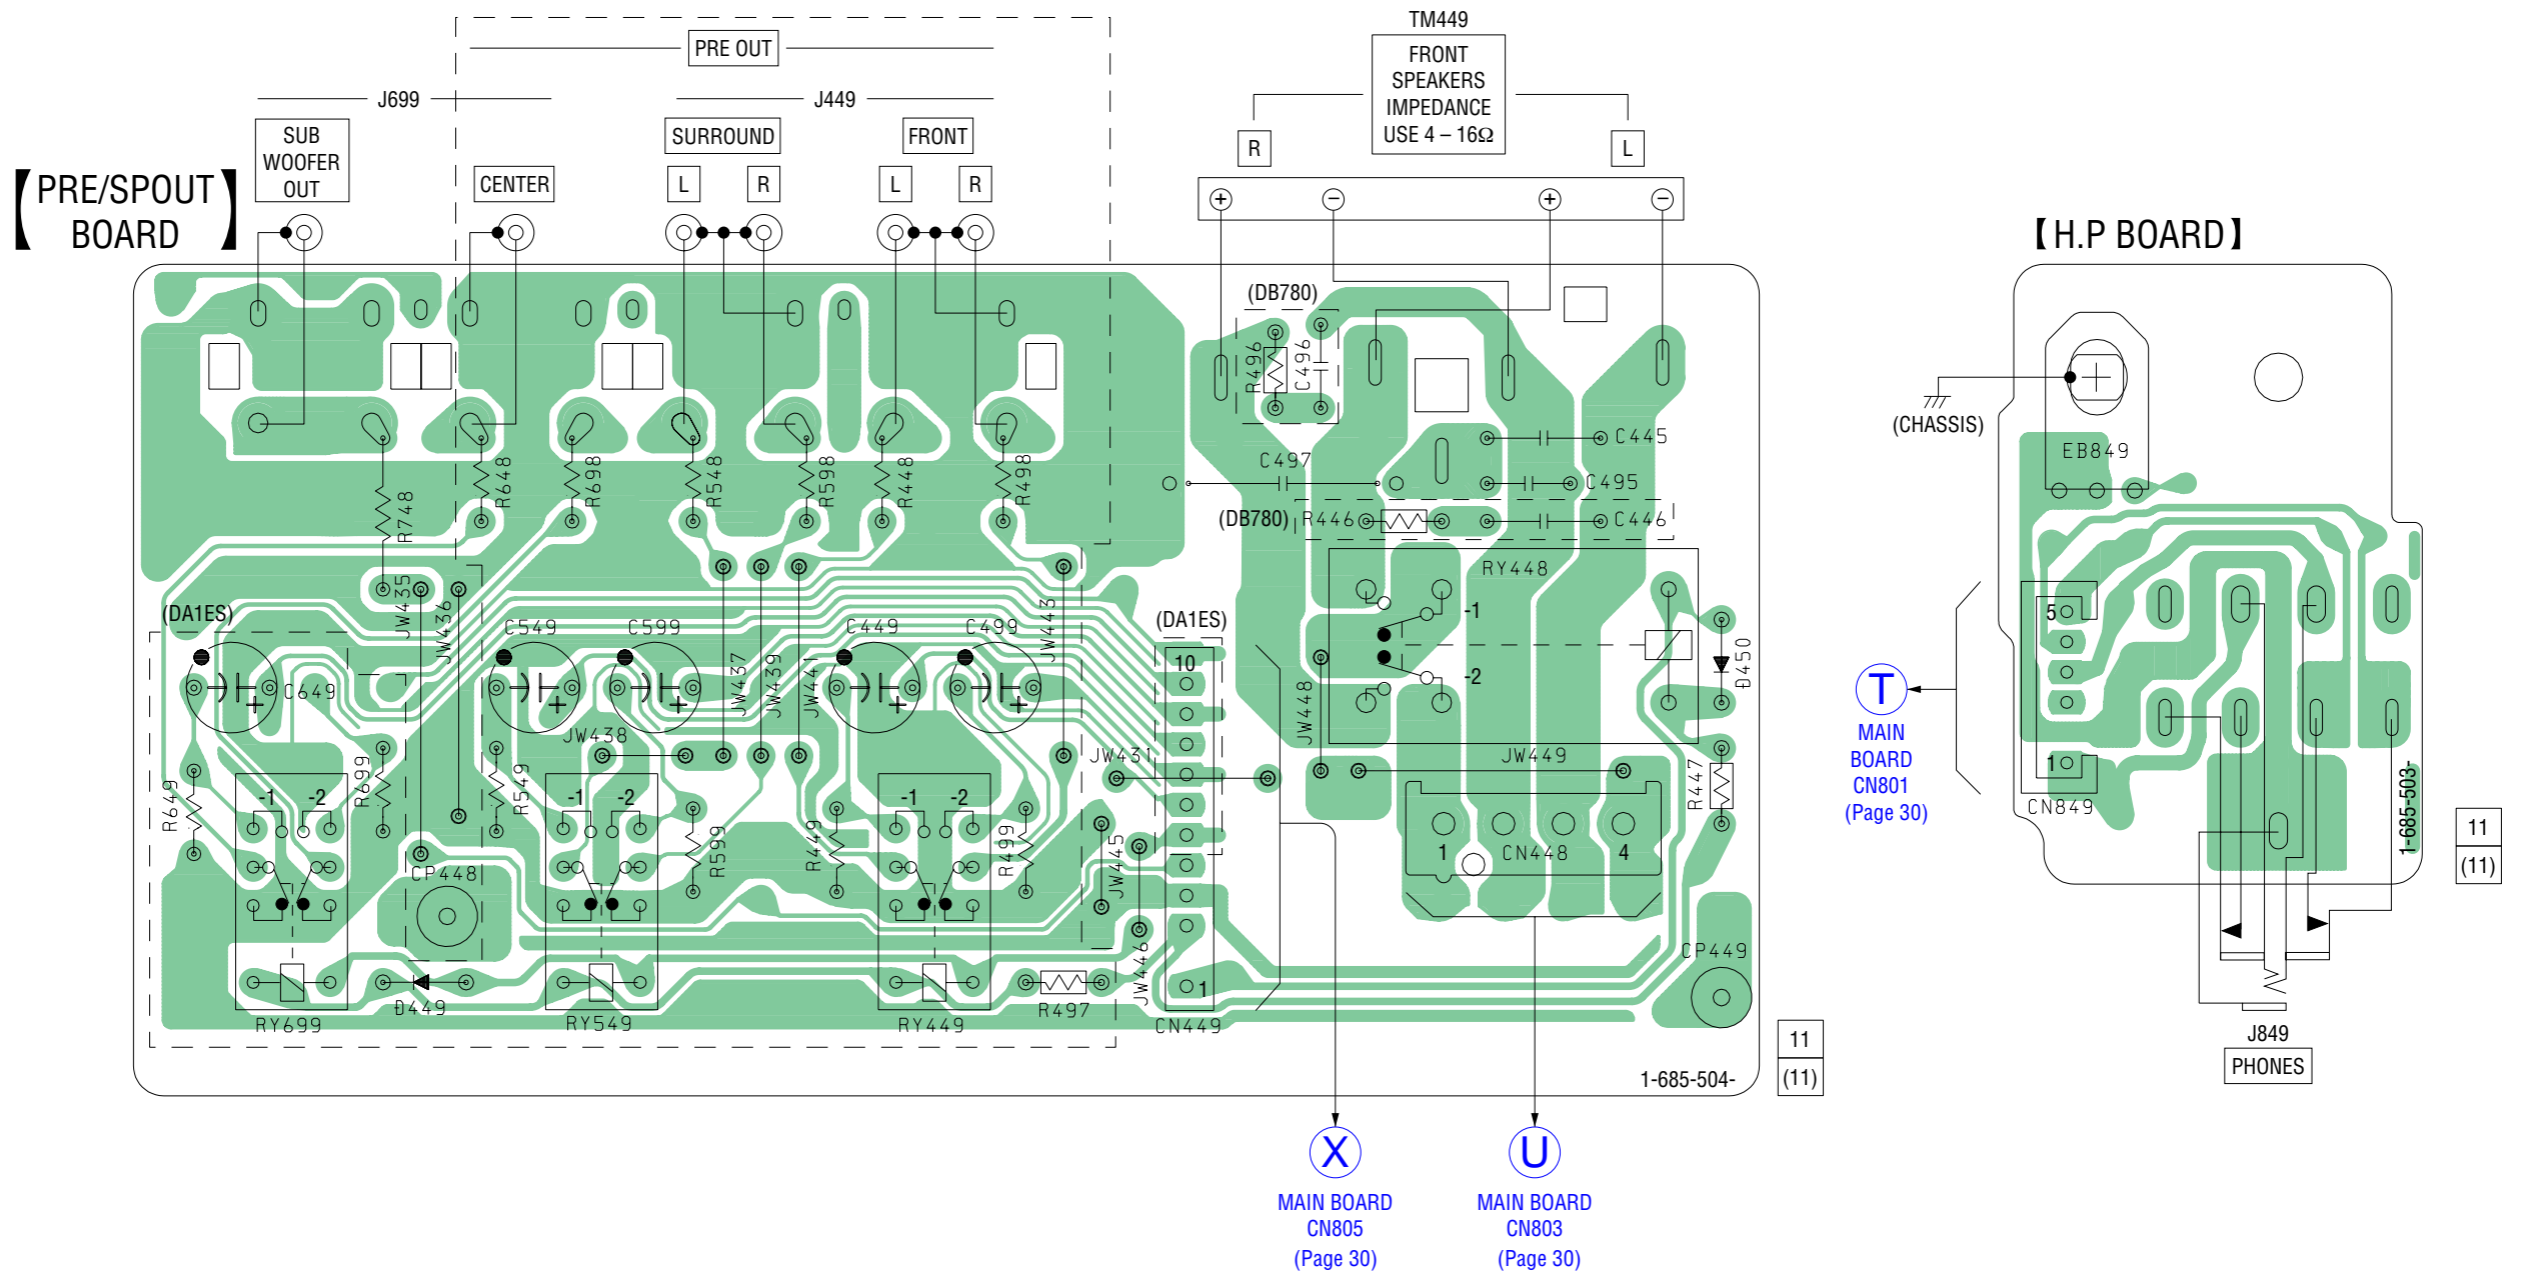 TM449
PRE OUT
FRONT
SPEAKERS
IMPEDANCE
USE 4 – 16Ω
J699
J449
SUB
WOOFER
OUT
SURROUND
FRONT
R
L
【PRE/SPOUT
BOARD】
CENTER
L
R
L
R
+
−
+
−
【H.P BOARD】
(DB780)
R496
C496
(CHASSIS)
EB849
C445
C497
C495
(DB780)
R446
C446
R748
R648
R698
R548
R598
R448
R498
RY448
-1
-2
(DA1ES)
JW435
JW436
C549
C599
C449
C499
JW443
(DA1ES)
10
D450
C649
JW437
JW439
JW441
JW448
JW438
JW431
JW449
R447
5
1
CN849
T
MAIN
BOARD
CN801
(Page 30)
1-685-503-
11
(11)
R649
-1
-2
R699
R549
-1
-2
R599
R449
-1
-2
R499
JW445
1
CN448
4
CP448
CP449
JW446
1
RY699
D449
RY549
RY449
R497
CN449
J849
PHONES
11
(11)
1-685-504-
X
U
MAIN BOARD
CN805
(Page 30)
MAIN BOARD
CN803
(Page 30)